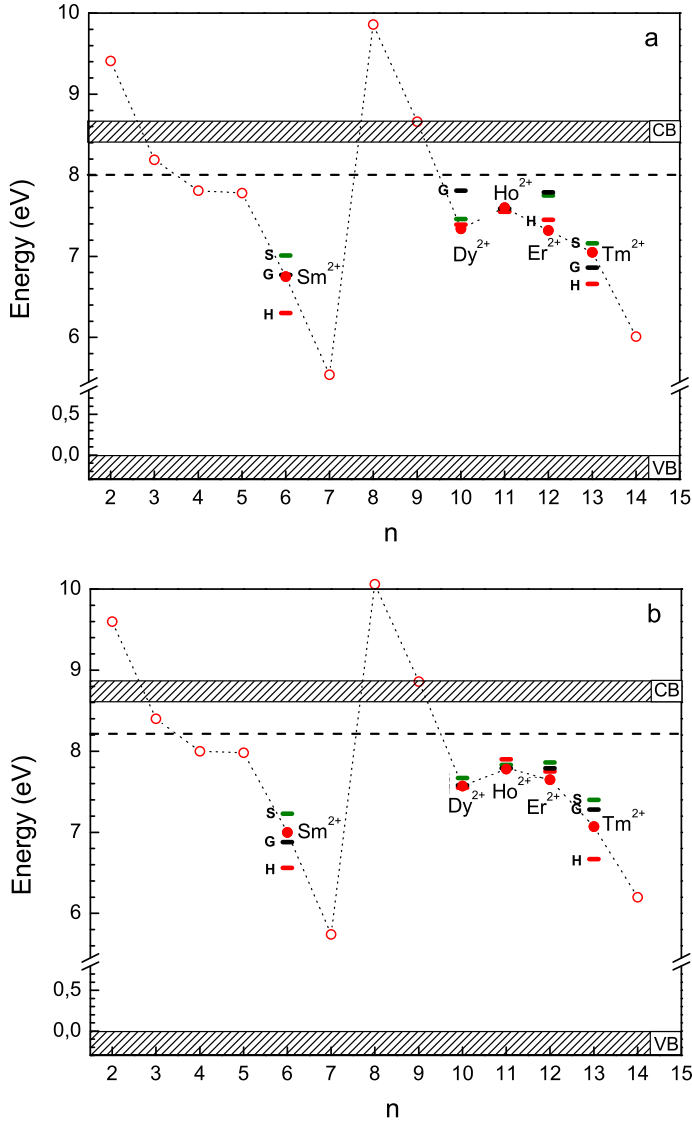 a
10
CB
9
8
G
Ho2+
H
Dy2+
Er2+
S
Tm2+
G
H
7
S
G
Sm2+
H
6
Energy (eV)
0,5
0,0
VB
2 3 4 5 6 7 8 9 10 11 12 13 14 15
n
b
10
9
CB
8
Dy2+
Ho2+
Er2+
S
G
Tm2+
H
7
S
G
Sm2+
H
6
Energy (eV)
0,5
0,0
VB
2 3 4 5 6 7 8 9 10 11 12 13 14 15
n